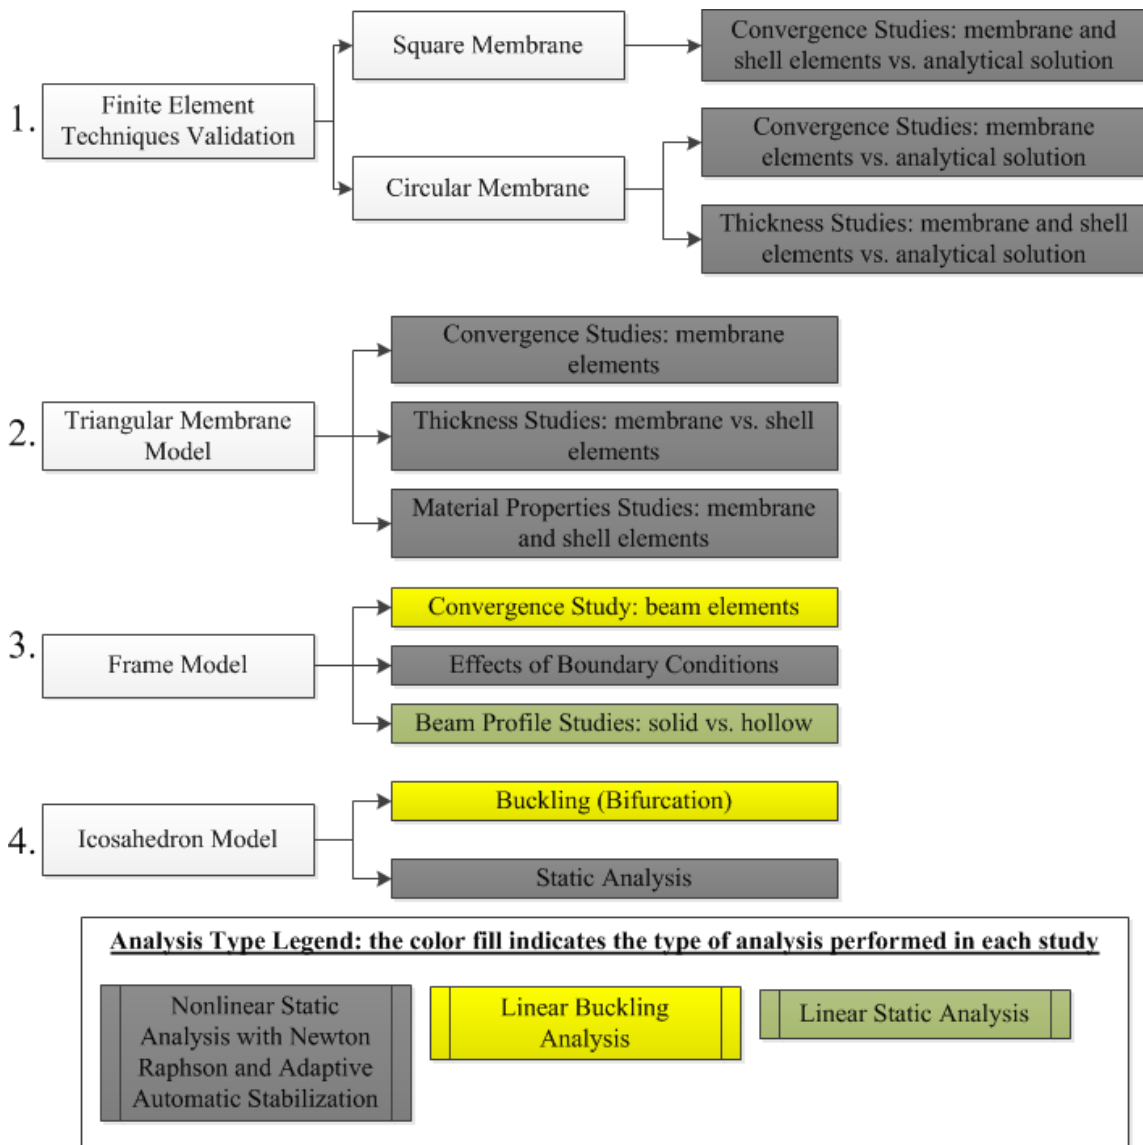 1.
Finite Element
Techniques Validation
Square Membrane
Convergence Studies: membrane and
shell elements vs. analytical solution
Circular Membrane
Convergence Studies: membrane
elements vs. analytical solution
Thickness Studies: membrane and shell
elements vs. analytical solution
2.
Triangular Membrane
Model
Convergence Studies: membrane
elements
Thickness Studies: membrane vs. shell
elements
Material Properties Studies: membrane
and shell elements
3.
Frame Model
Convergence Study: beam elements
Effects of Boundary Conditions
Beam Profile Studies: solid vs. hollow
4.
Icosahedron Model
Buckling (Bifurcation)
Static Analysis
Analysis Type Legend: the color fill indicates the type of analysis performed in each study
Nonlinear Static
Analysis with Newton
Raphson and Adaptive
Automatic Stabilization
Linear Buckling
Analysis
Linear Static Analysis